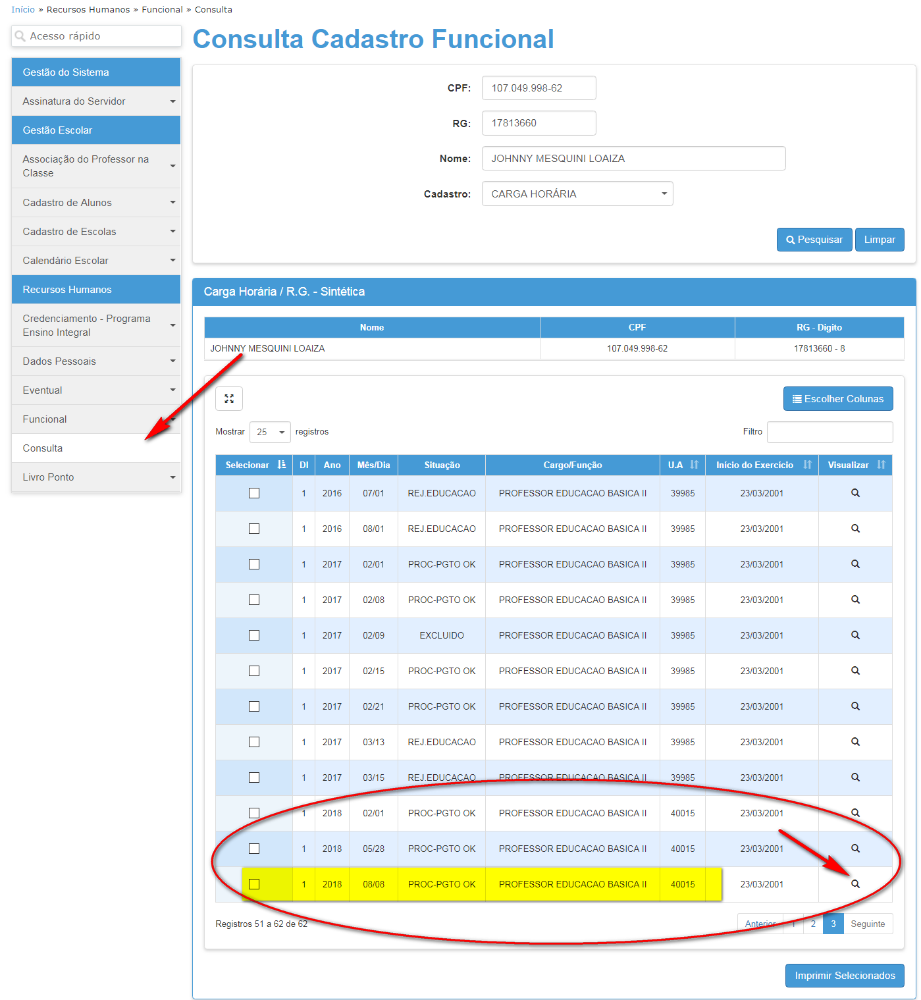 Início » Recursos Humanos » Funcional » Consulta
Acesso rápido
Gestão do Sistema
Assinatura do Servidor
Gestão Escolar
Associação do Professor na
Classe
Cadastro de Alunos
Cadastro de Escolas
Calendário Escolar
Recursos Humanos
Credenciamento - Programa
Ensino Integral
Dados Pessoais
Eventual
Funcional
Consulta
Livro Ponto
Consulta Cadastro Funcional
CPF: 107.049.998-62
RG: 17813660
Nome: JOHNNY MESQUINI LOAIZA
Cadastro: CARGA HORÁRIA
Pesquisar Limpar
Carga Horária / R.G. - Sintética
Nome CPF RG - Dígito
JOHNNY MESQUINI LOAIZA 107.049.998-62 17813660 - 8
Escolher Colunas
Mostrar 25 registros Filtro
Selecionar DI Ano Mês/Dia Situação Cargo/Função U.A Início do Exercício Visualizar
1 2016 07/01 REJ.EDUCACAO PROFESSOR EDUCACAO BASICA II 39985 23/03/2001
1 2016 08/01 REJ.EDUCACAO PROFESSOR EDUCACAO BASICA II 39985 23/03/2001
1 2017 02/01 PROC-PGTO OK PROFESSOR EDUCACAO BASICA II 39985 23/03/2001
1 2017 02/08 PROC-PGTO OK PROFESSOR EDUCACAO BASICA II 39985 23/03/2001
1 2017 02/09 EXCLUIDO PROFESSOR EDUCACAO BASICA II 39985 23/03/2001
1 2017 02/15 PROC-PGTO OK PROFESSOR EDUCACAO BASICA II 39985 23/03/2001
1 2017 02/21 PROC-PGTO OK PROFESSOR EDUCACAO BASICA II 39985 23/03/2001
1 2017 03/13 REJ.EDUCACAO PROFESSOR EDUCACAO BASICA II 39985 23/03/2001
1 2017 03/15 REJ.EDUCACAO PROFESSOR EDUCACAO BASICA II 39985 23/03/2001
1 2018 02/01 PROC-PGTO OK PROFESSOR EDUCACAO BASICA II 40015 23/03/2001
1 2018 05/28 PROC-PGTO OK PROFESSOR EDUCACAO BASICA II 40015 23/03/2001
1 2018 08/08 PROC-PGTO OK PROFESSOR EDUCACAO BASICA II 40015 23/03/2001
Registros 51 a 62 de 62 Anterior 1 2 3 Seguinte
Imprimir Selecionados